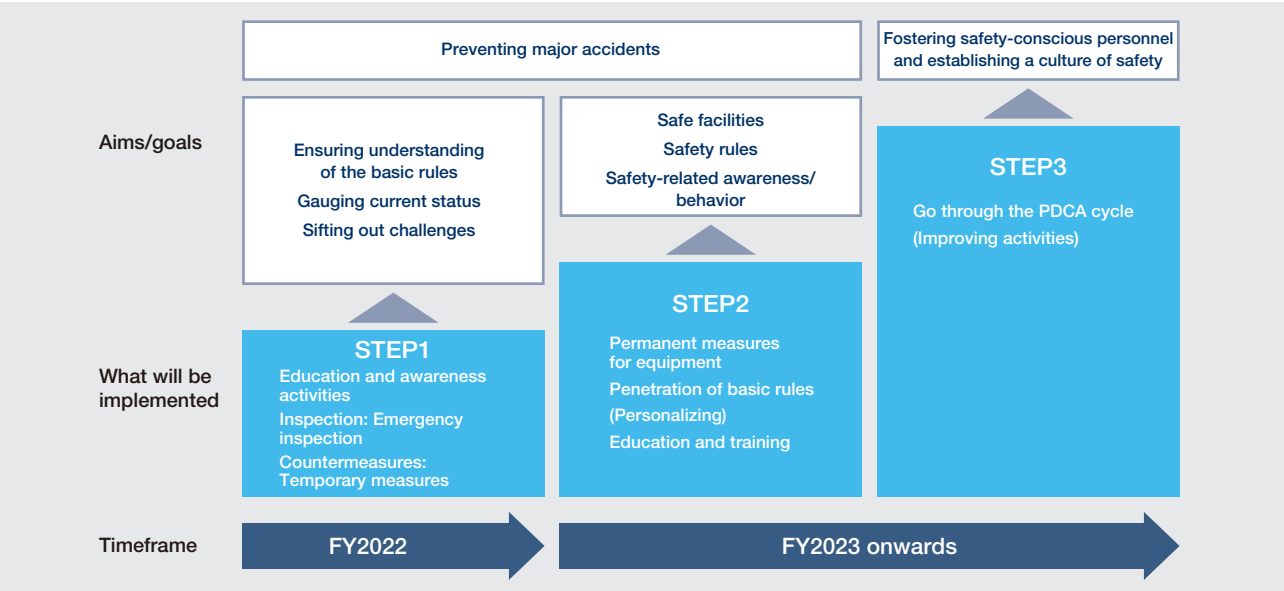 Preventing major accidents
Fostering safety-conscious personnel
and establishing a culture of safety
Aims/goals
Ensuring understanding
of the basic rules
Gauging current status
Sifting out challenges
Safe facilities
Safety rules
Safety-related awareness/
behavior
What will be
implemented
STEP1
Education and awareness
activities
Inspection: Emergency
inspection
Countermeasures:
Temporary measures
STEP2
Permanent measures
for equipment
Penetration of basic rules
(Personalizing)
Education and training
STEP3
Go through the PDCA cycle
(Improving activities)
Timeframe
FY2022
FY2023 onwards